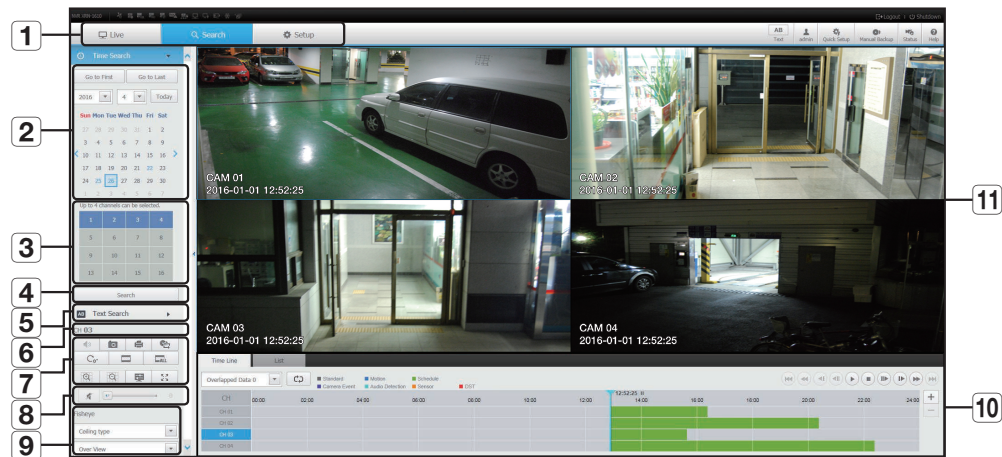 Logout | Shutdown
1
Live
Search
Setup
AB
Text
admin
Quick Setup
Manual Backup
Status
Help
Time Search
2
Go to First
Go to Last
2016
4
Today
Sun Mon Tue Wed Thu Fri Sat
27 28 29 30 31 1 2
3 4 5 6 7 8 9
10 11 12 13 14 15 16
17 18 19 20 21 22 23
24 25 26 27 28 29 30
1 2 3 4 5 6 7
3
Up to 4 channels can be selected.
1 2 3 4
5 6 7 8
9 10 11 12
13 14 15 16
4
Search
5
AB Text Search
6
CH 03
7
8
9
Fisheye
Ceiling type
Over View
CAM 01
2016-01-01 12:52:25
CAM 02
2016-01-01 12:52:25
CAM 03
2016-01-01 12:52:25
CAM 04
2016-01-01 12:52:25
11
Time Line
List
Overlapped Data 0
Standard
Motion
Schedule
Camera Event
Audio Detection
Sensor
DST
10
12:52:25
CH 00:00 02:00 04:00 06:00 08:00 10:00 14:00 16:00 18:00 20:00 22:00 24:00
CH 01
CH 02
CH 03
CH 04